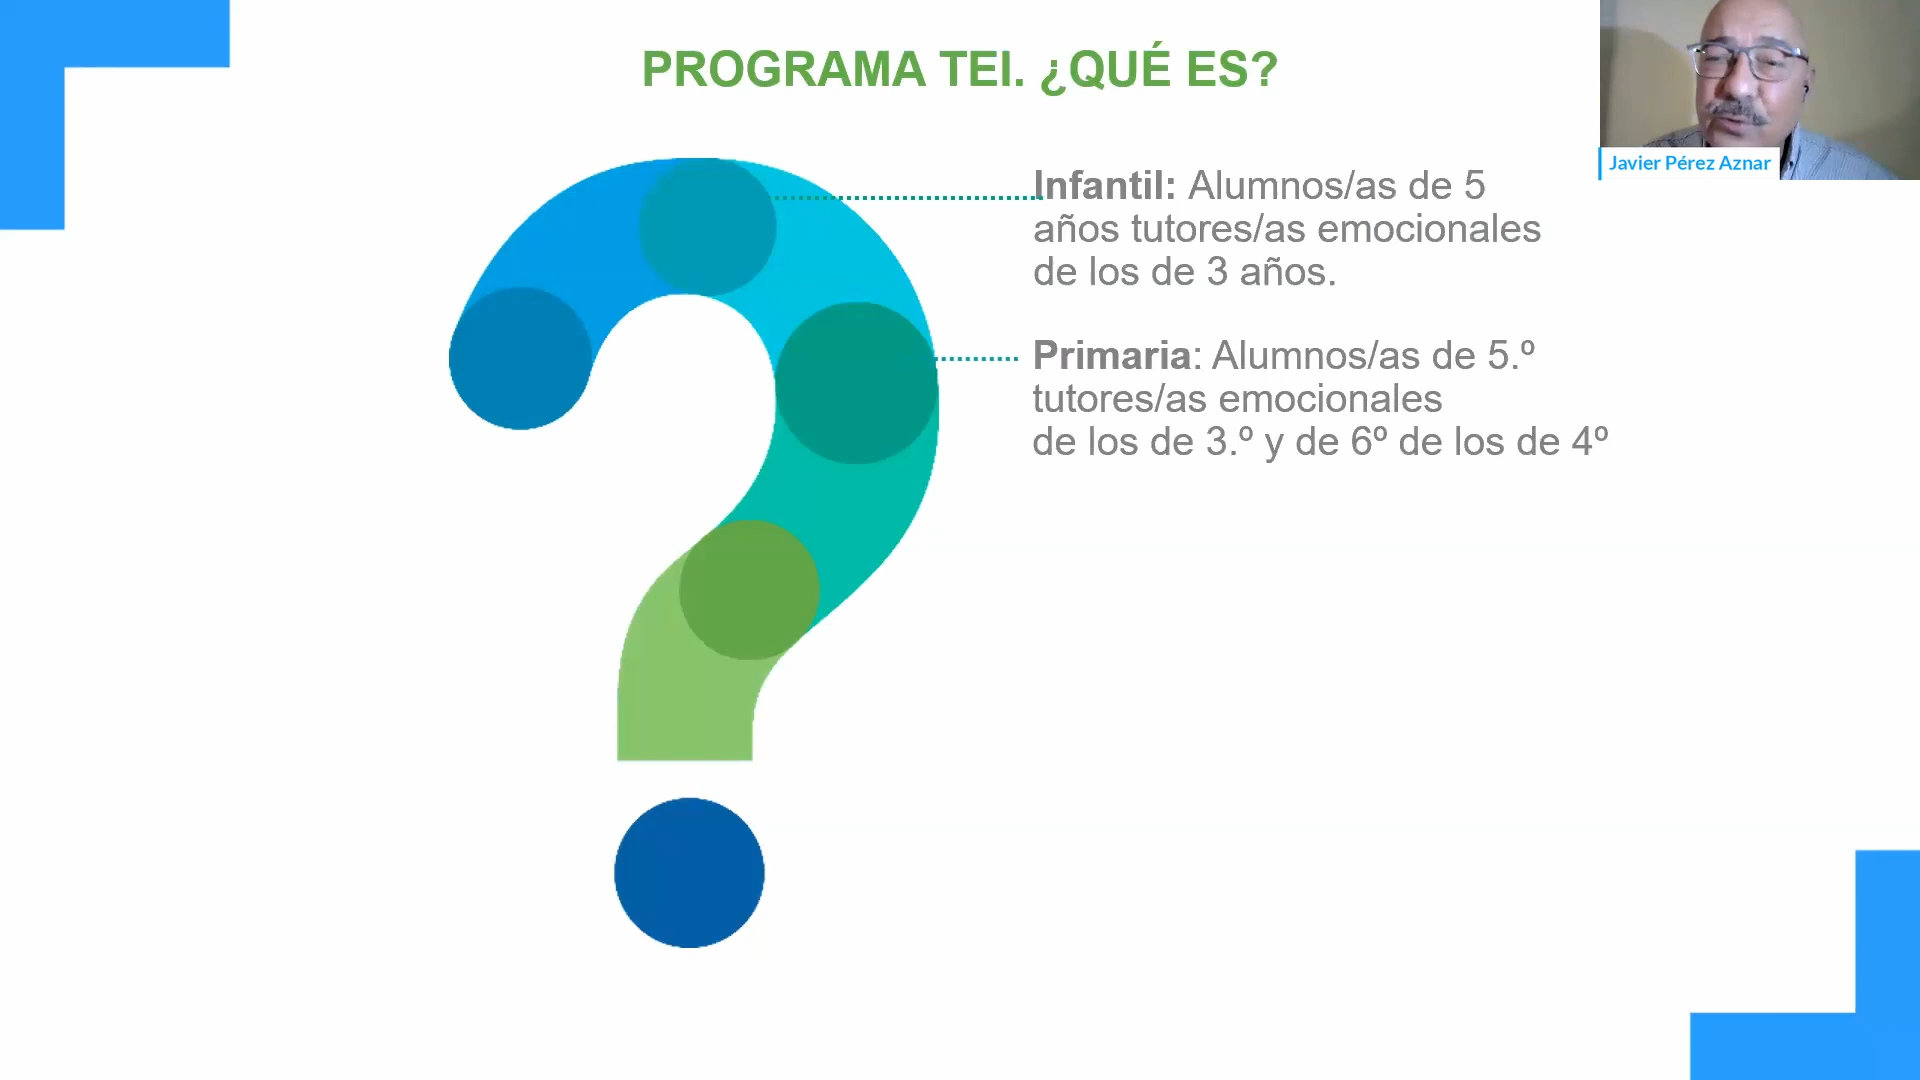 PROGRAMA TEI. ¿QUÉ ES?
Javier Pérez Aznar
Infantil: Alumnos/as de 5
años tutores/as emocionales
de los de 3 años.
Primaria: Alumnos/as de 5.º
tutores/as emocionales
de los de 3.º y de 6º de los de 4º